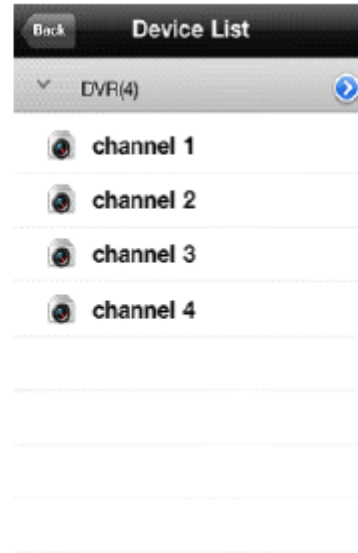 Back
Device List
DVR(4)
channel 1
channel 2
channel 3
channel 4